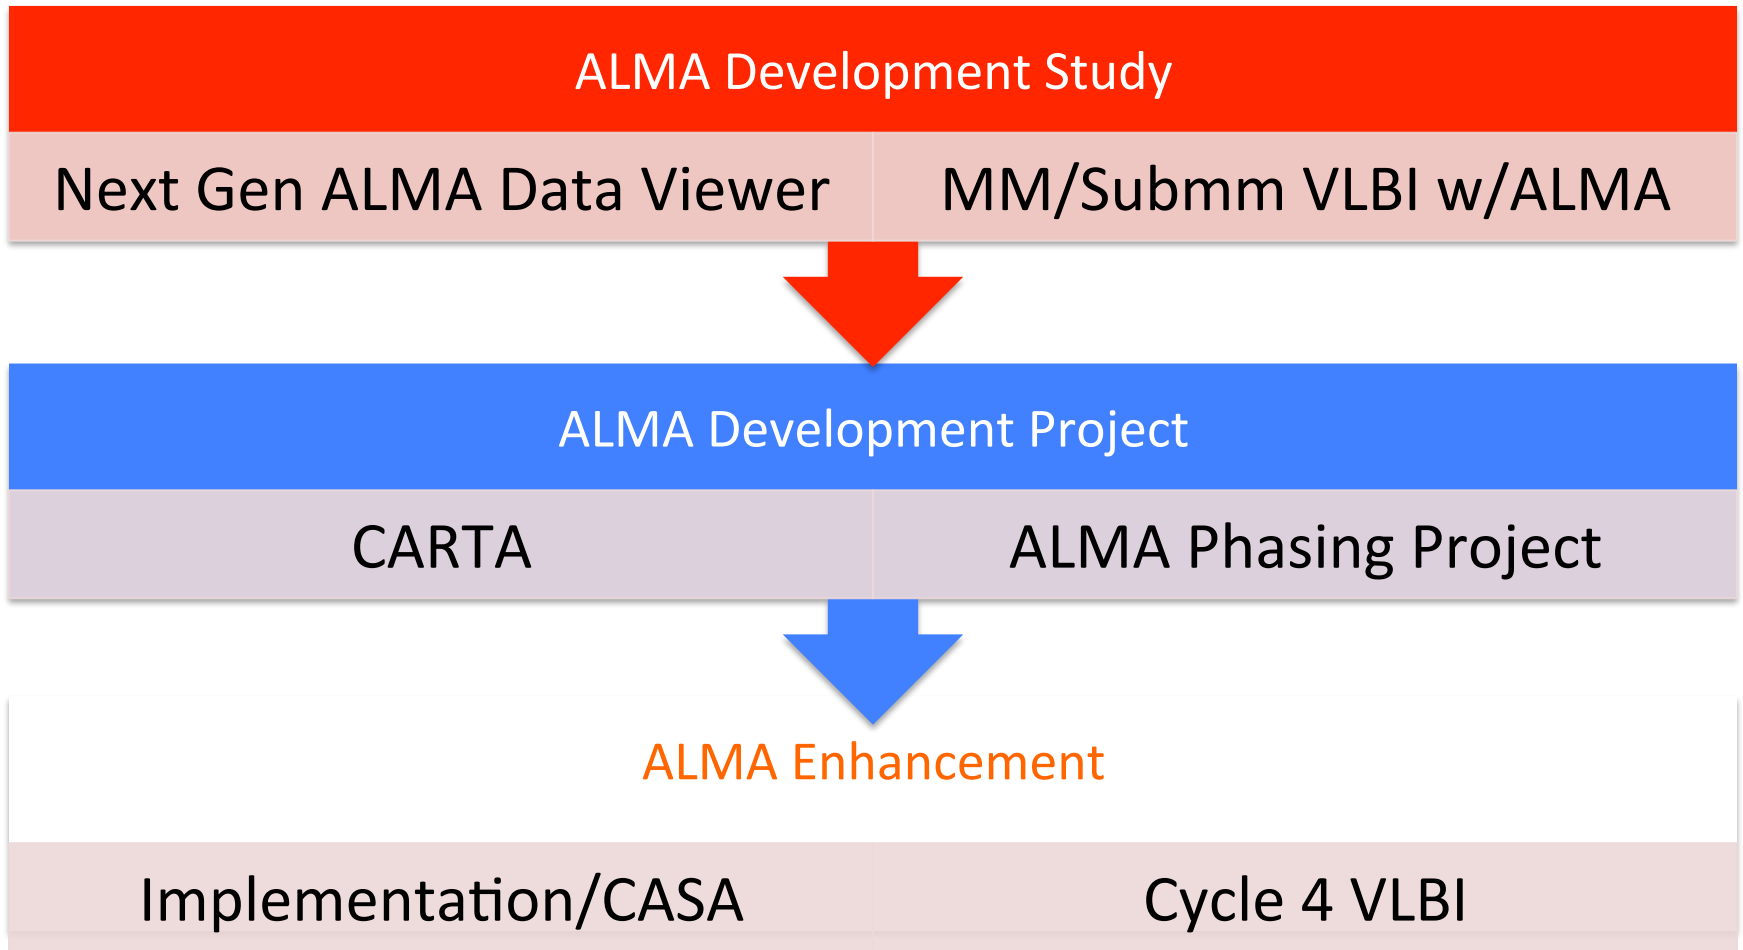 ALMA Development Study
Next Gen ALMA Data Viewer
MM/Submm VLBI w/ALMA
ALMA Development Project
CARTA
ALMA Phasing Project
ALMA Enhancement
Implementation/CASA
Cycle 4 VLBI